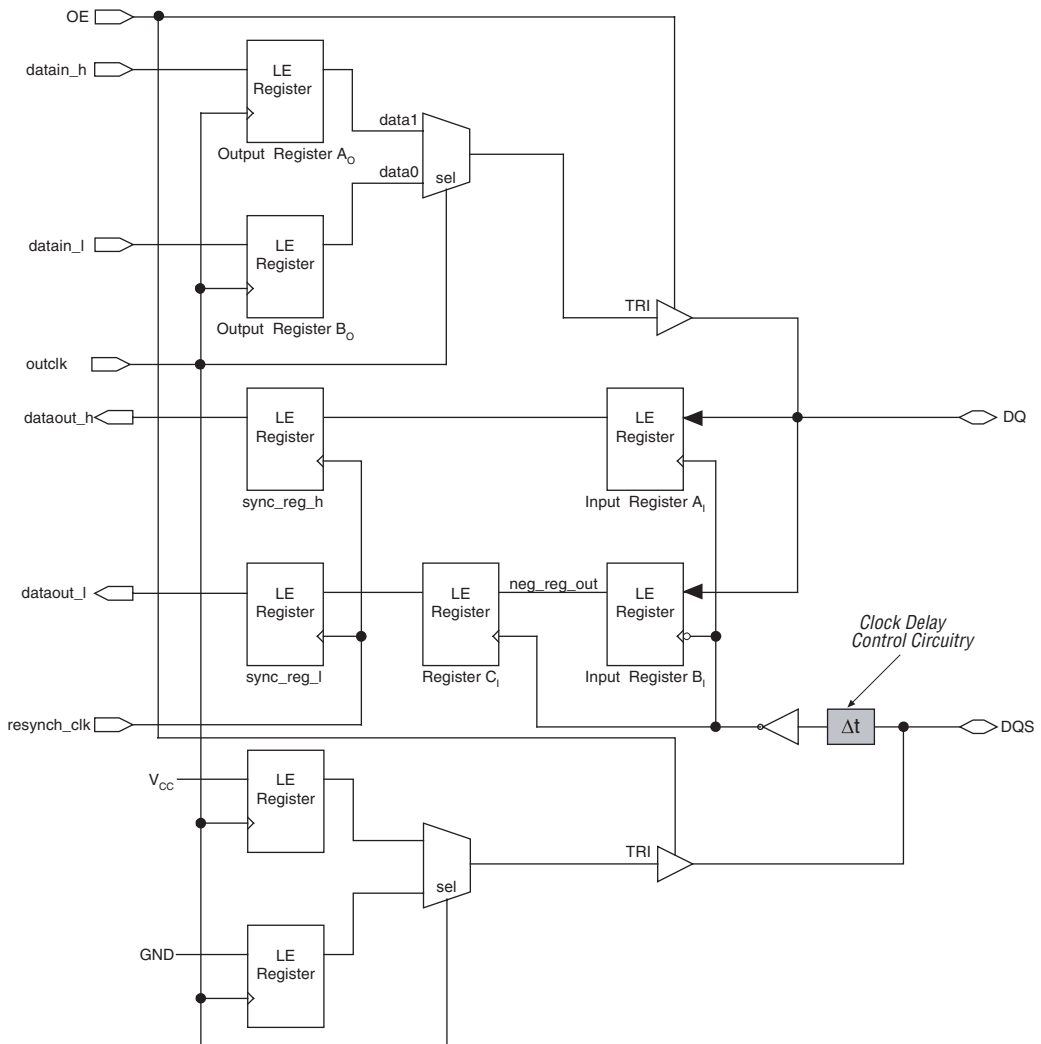 OE
datain_h
LE
Register
Output Register A_O
data1
data0
sel
datain_l
LE
Register
Output Register B_O
TRI
outclk
dataout_h
LE
Register
sync_reg_h
LE
Register
Input Register A_I
DQ
dataout_l
LE
Register
sync_reg_l
LE
Register
Register C_I
neg_reg_out
LE
Register
Input Register B_I
Clock Delay
Control Circuitry
resynch_clk
Δt
DQS
V_CC
LE
Register
TRI
sel
GND
LE
Register